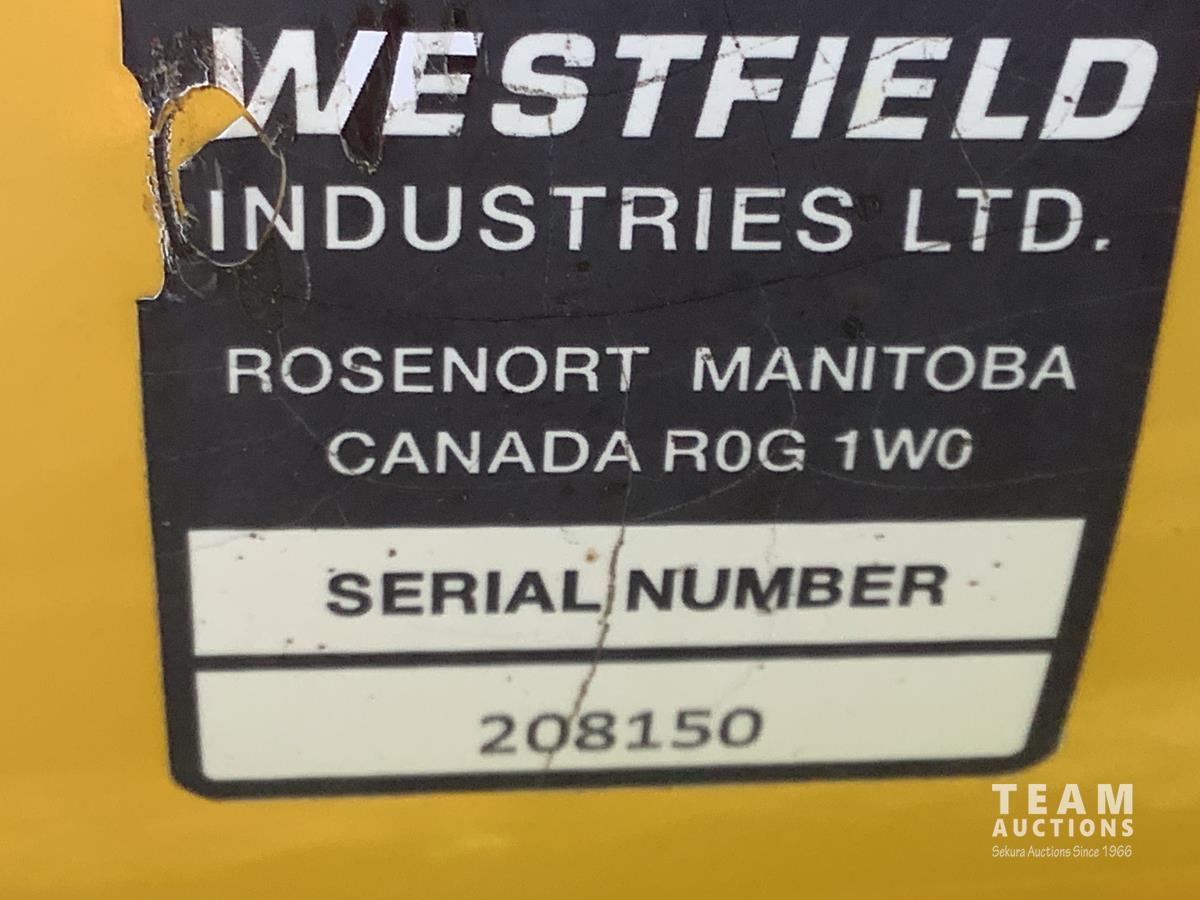 WESTFIELD
INDUSTRIES LTD.
ROSENORT MANITOBA
CANADA R0G 1W0
SERIAL NUMBER
208150
TEAM
AUCTIONS
Sekura Auctions Since 1966